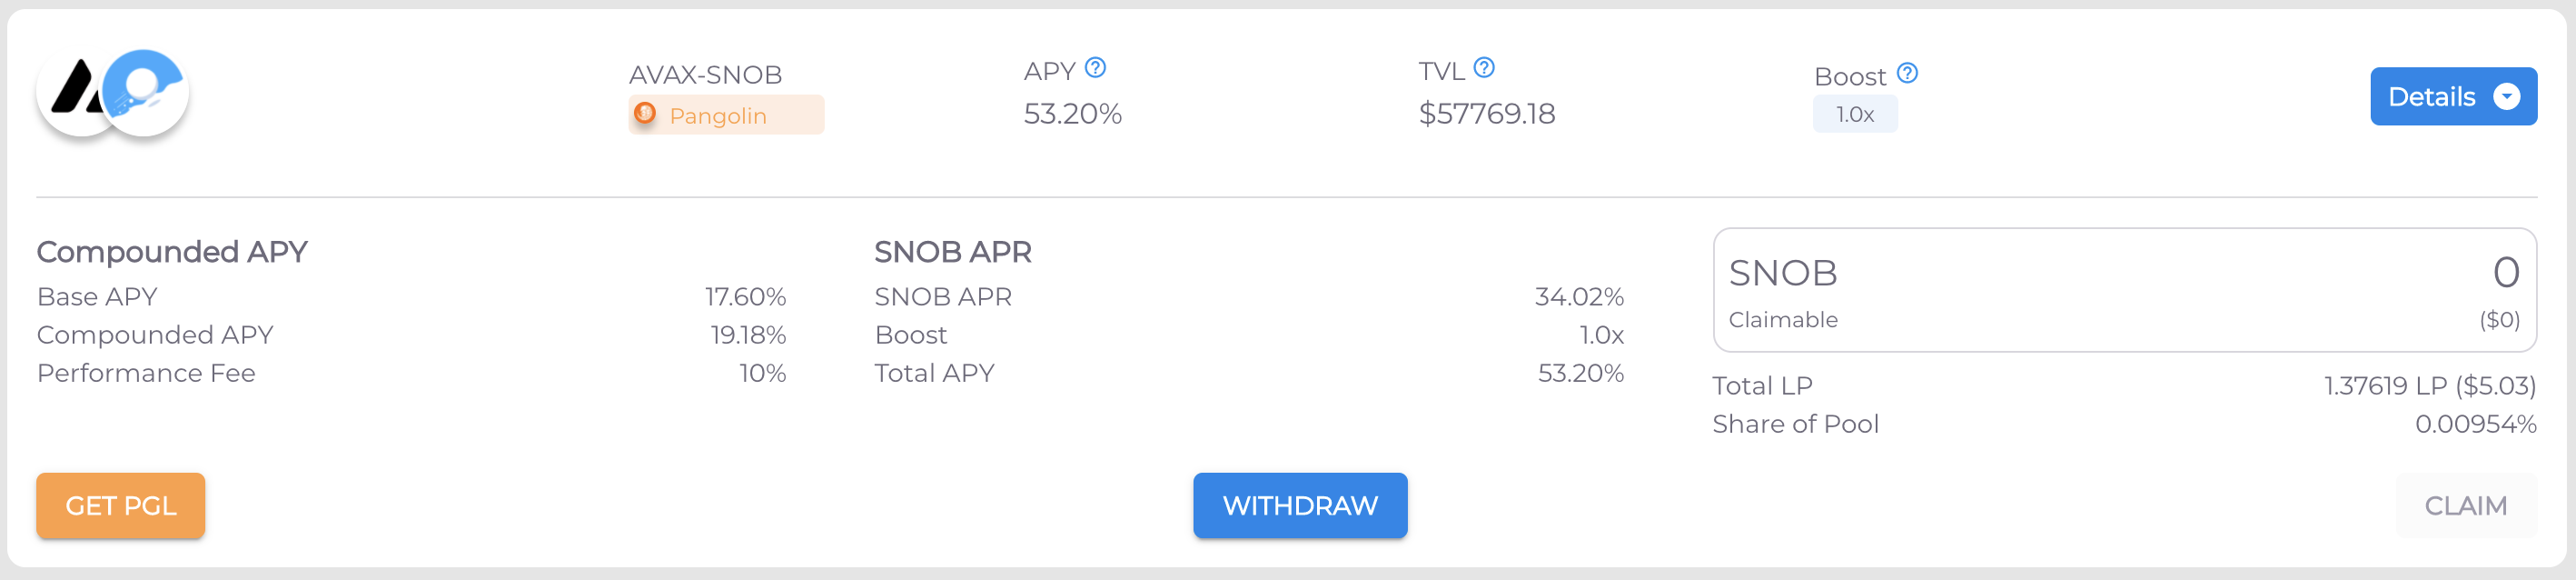 AVAX-SNOB
Pangolin
APY ?
53.20%
TVL ?
$57769.18
Boost ?
1.0x
Details
Compounded APY
Base APY 17.60%
Compounded APY 19.18%
Performance Fee 10%
SNOB APR
SNOB APR 34.02%
Boost 1.0x
Total APY 53.20%
SNOB 0
Claimable ($0)
Total LP 1.37619 LP ($5.03)
Share of Pool 0.00954%
GET PGL
WITHDRAW
CLAIM